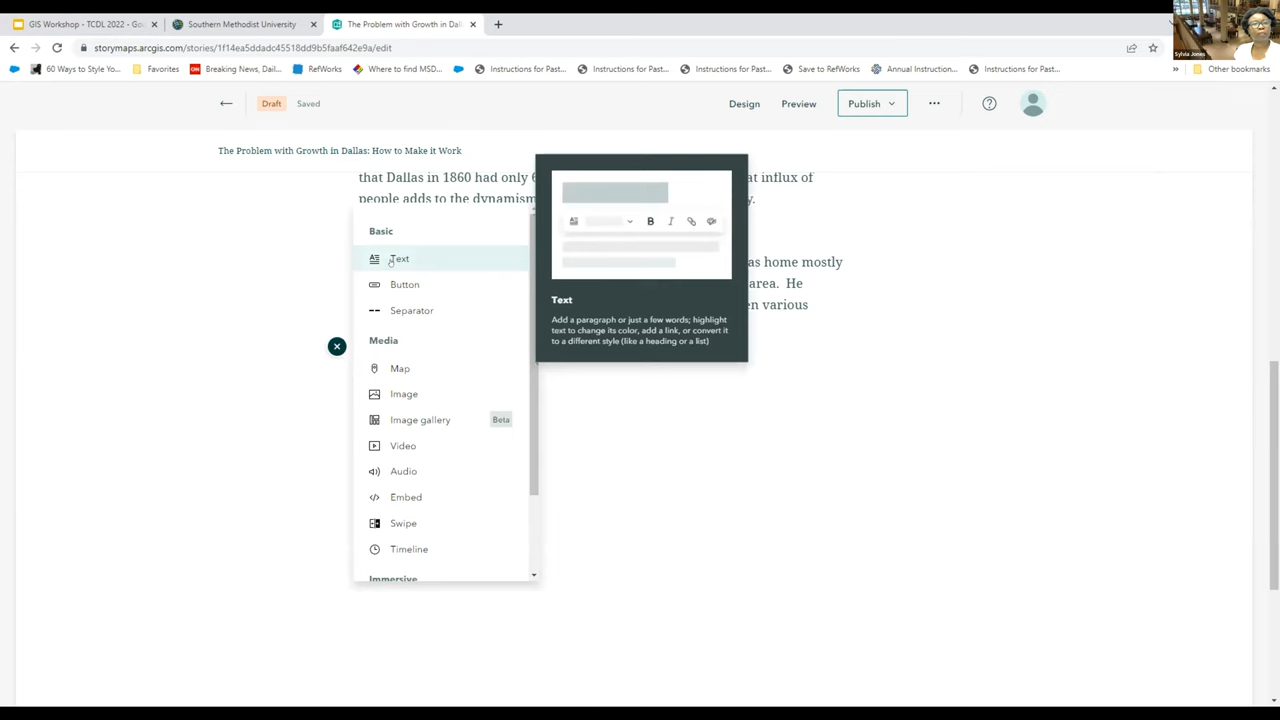 GIS Workshop - TCDL 2022 - Go
Southern Methodist University
The Problem with Growth in Dal
storymaps.arcgis.com/stories/1f14ea5ddadc45518dd9b5faaf642e9a/edit
60 Ways to Style Yo...
Favorites
Breaking News, Dail...
RefWorks
Where to find MSD...
Instructions for Past...
Instructions for Past...
Instructions for Past...
Save to RefWorks
Annual Instruction...
Instructions for Past...
Other bookmarks
Sylvia Jones
Draft
Saved
Design
Preview
Publish
The Problem with Growth in Dallas: How to Make it Work
that Dallas in 1860 had only
at influx of
people adds to the dynamism
y.
as home mostly
area. He
en various
Basic
Text
Button
Separator
Media
Map
Image
Image gallery
Beta
Video
Audio
Embed
Swipe
Timeline
Immersive
B I
Text
Add a paragraph or just a few words; highlight
text to change its color, add a link, or convert it
to a different style (like a heading or a list)